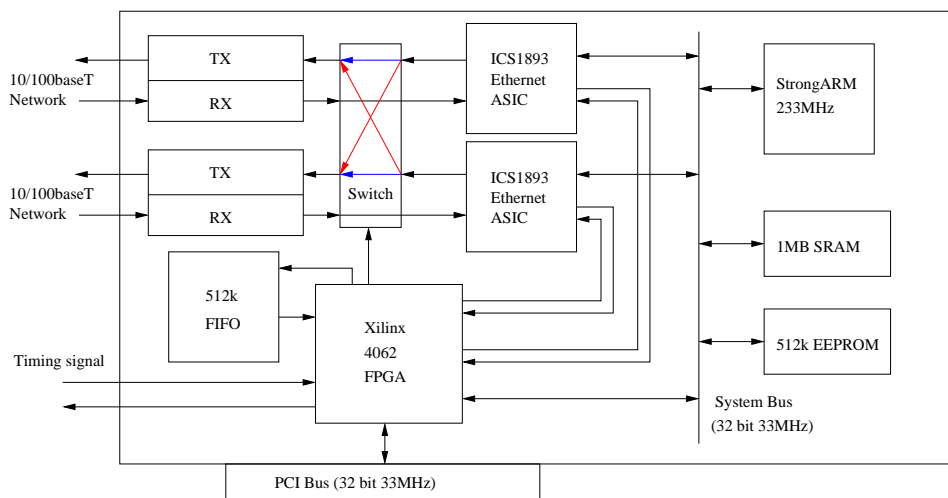 TX
RX
10/100baseT
Network
ICS1893
Ethernet
ASIC
StrongARM
233MHz
TX
RX
10/100baseT
Network
Switch
ICS1893
Ethernet
ASIC
1MB SRAM
512k
FIFO
Xilinx
4062
FPGA
512k EEPROM
Timing signal
System Bus
(32 bit 33MHz)
PCI Bus (32 bit 33MHz)